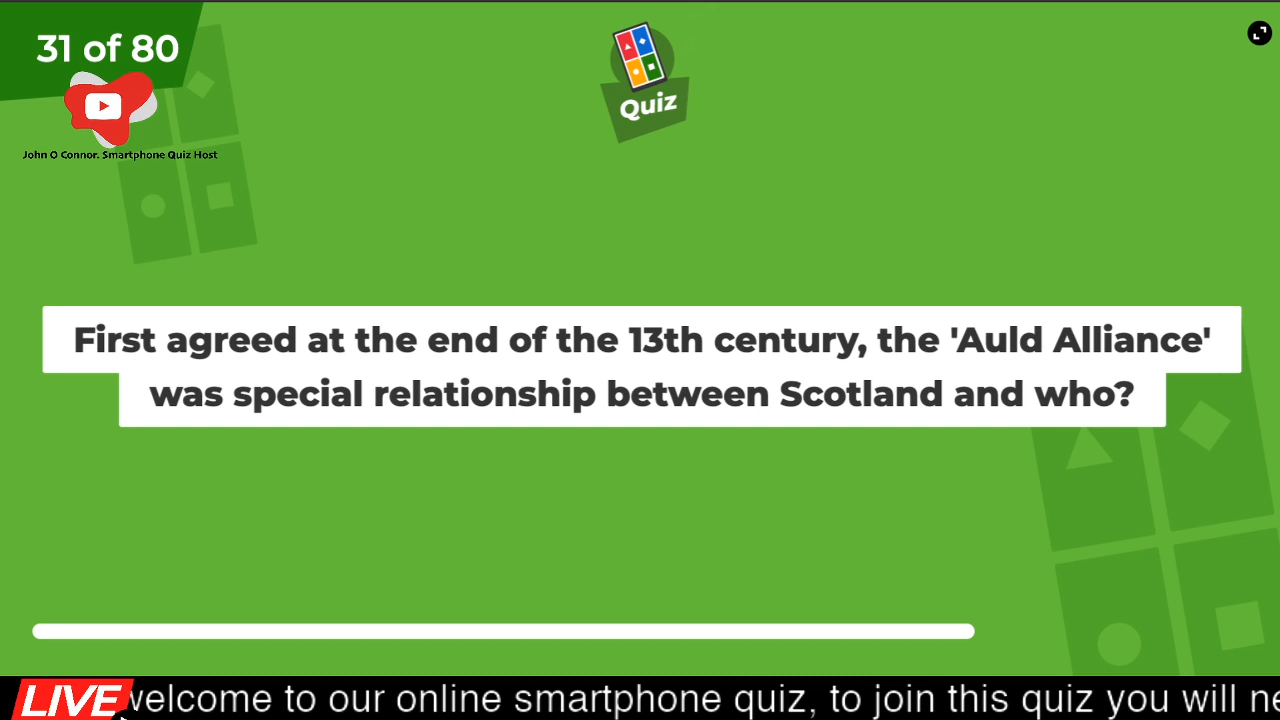 31 of 80
Quiz
John O Connor. Smartphone Quiz Host
First agreed at the end of the 13th century, the 'Auld Alliance'
was special relationship between Scotland and who?
LIVE welcome to our online smartphone quiz, to join this quiz you will